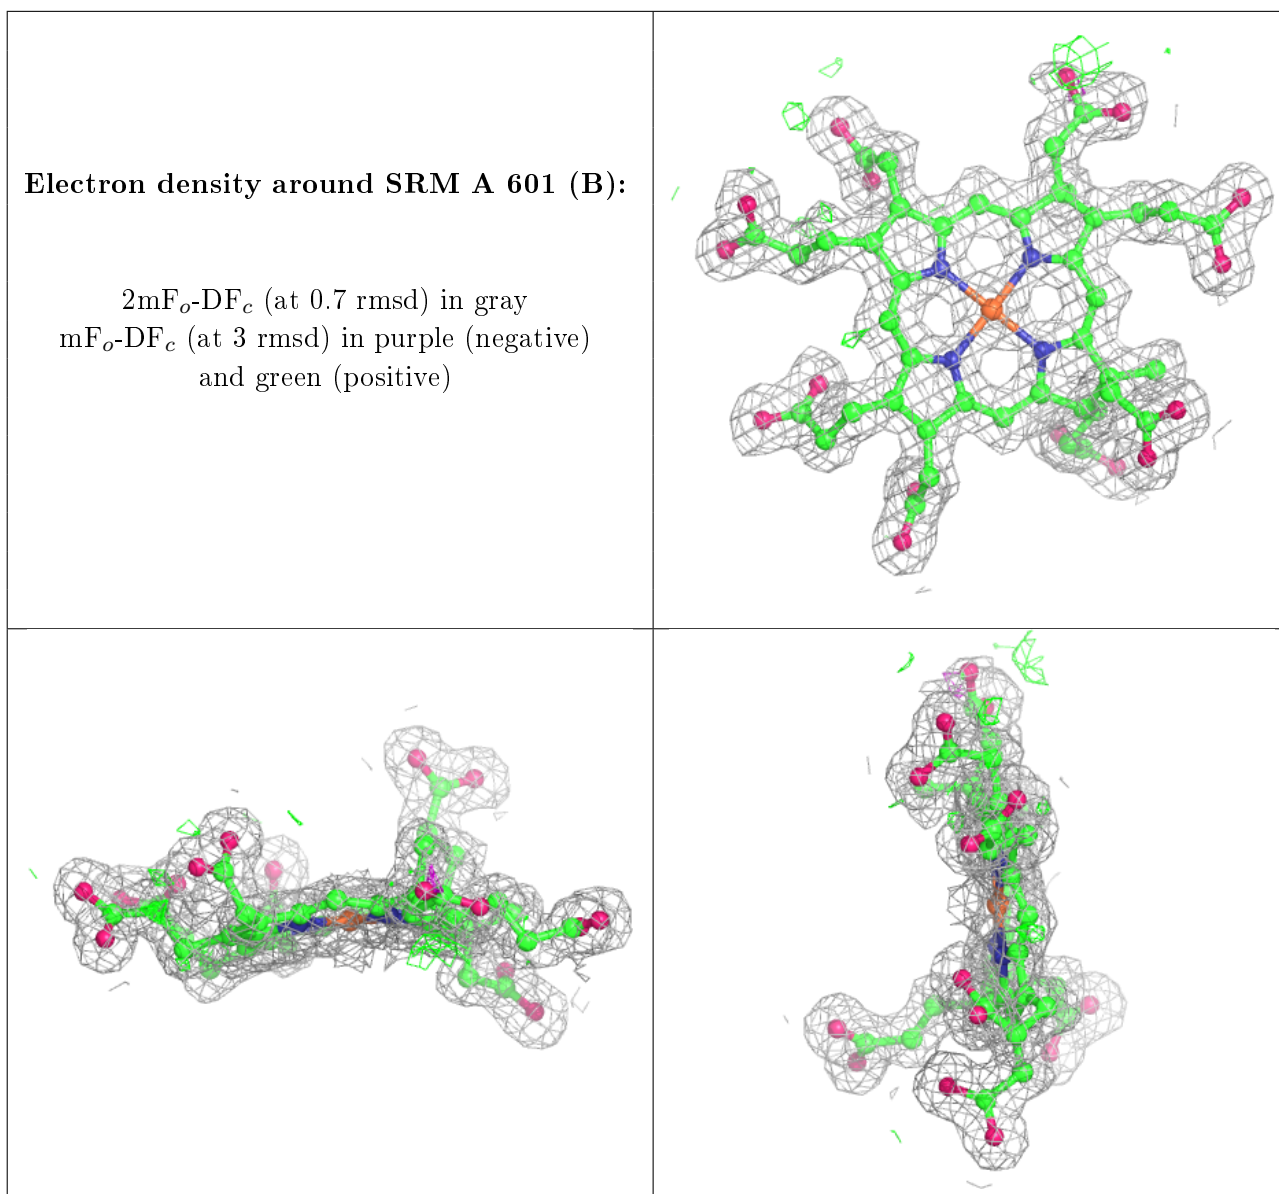 Electron density around SRM A 601 (B):
2mFₒ-DF𝒸 (at 0.7 rmsd) in gray
mFₒ-DF𝒸 (at 3 rmsd) in purple (negative)
and green (positive)